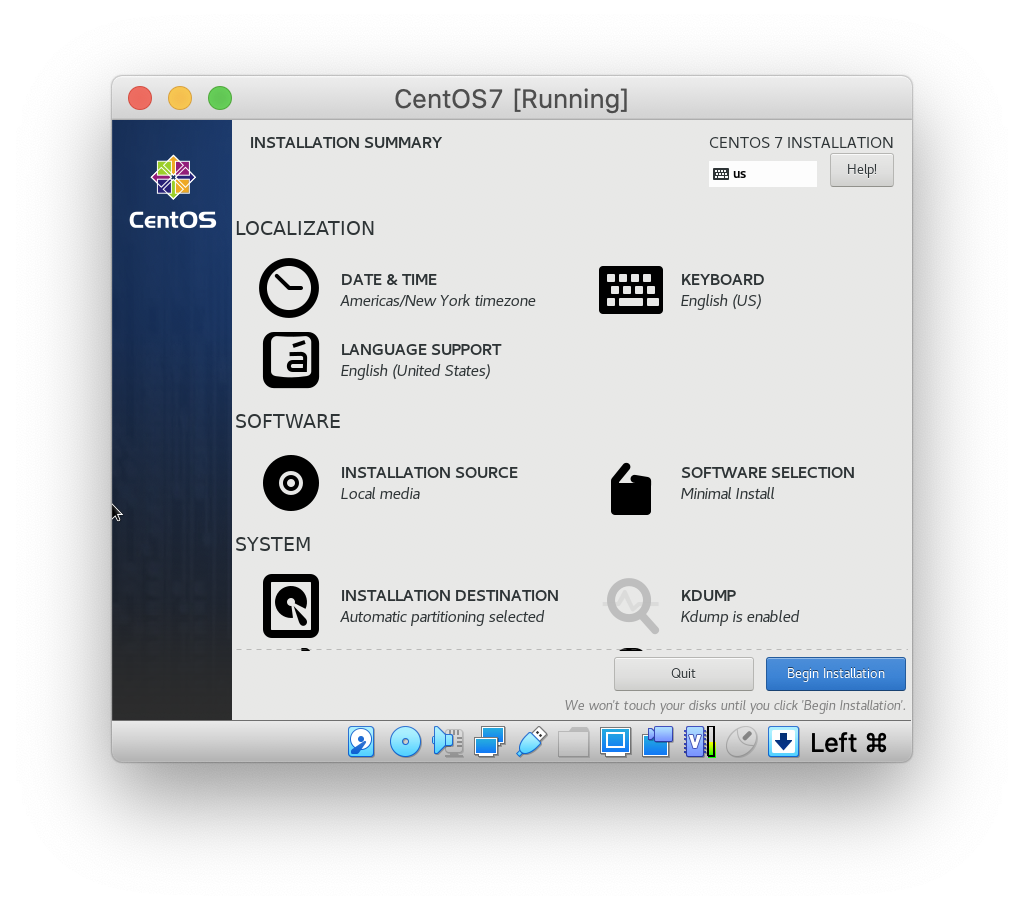 CentOS7 [Running]
INSTALLATION SUMMARY
CENTOS 7 INSTALLATION
us
Help!
CentOS
LOCALIZATION
DATE & TIME
Americas/New York timezone
KEYBOARD
English (US)
á
LANGUAGE SUPPORT
English (United States)
SOFTWARE
INSTALLATION SOURCE
Local media
SOFTWARE SELECTION
Minimal Install
SYSTEM
INSTALLATION DESTINATION
Automatic partitioning selected
KDUMP
Kdump is enabled
Quit
Begin Installation
We won't touch your disks until you click 'Begin Installation'.
V
Left ⌘